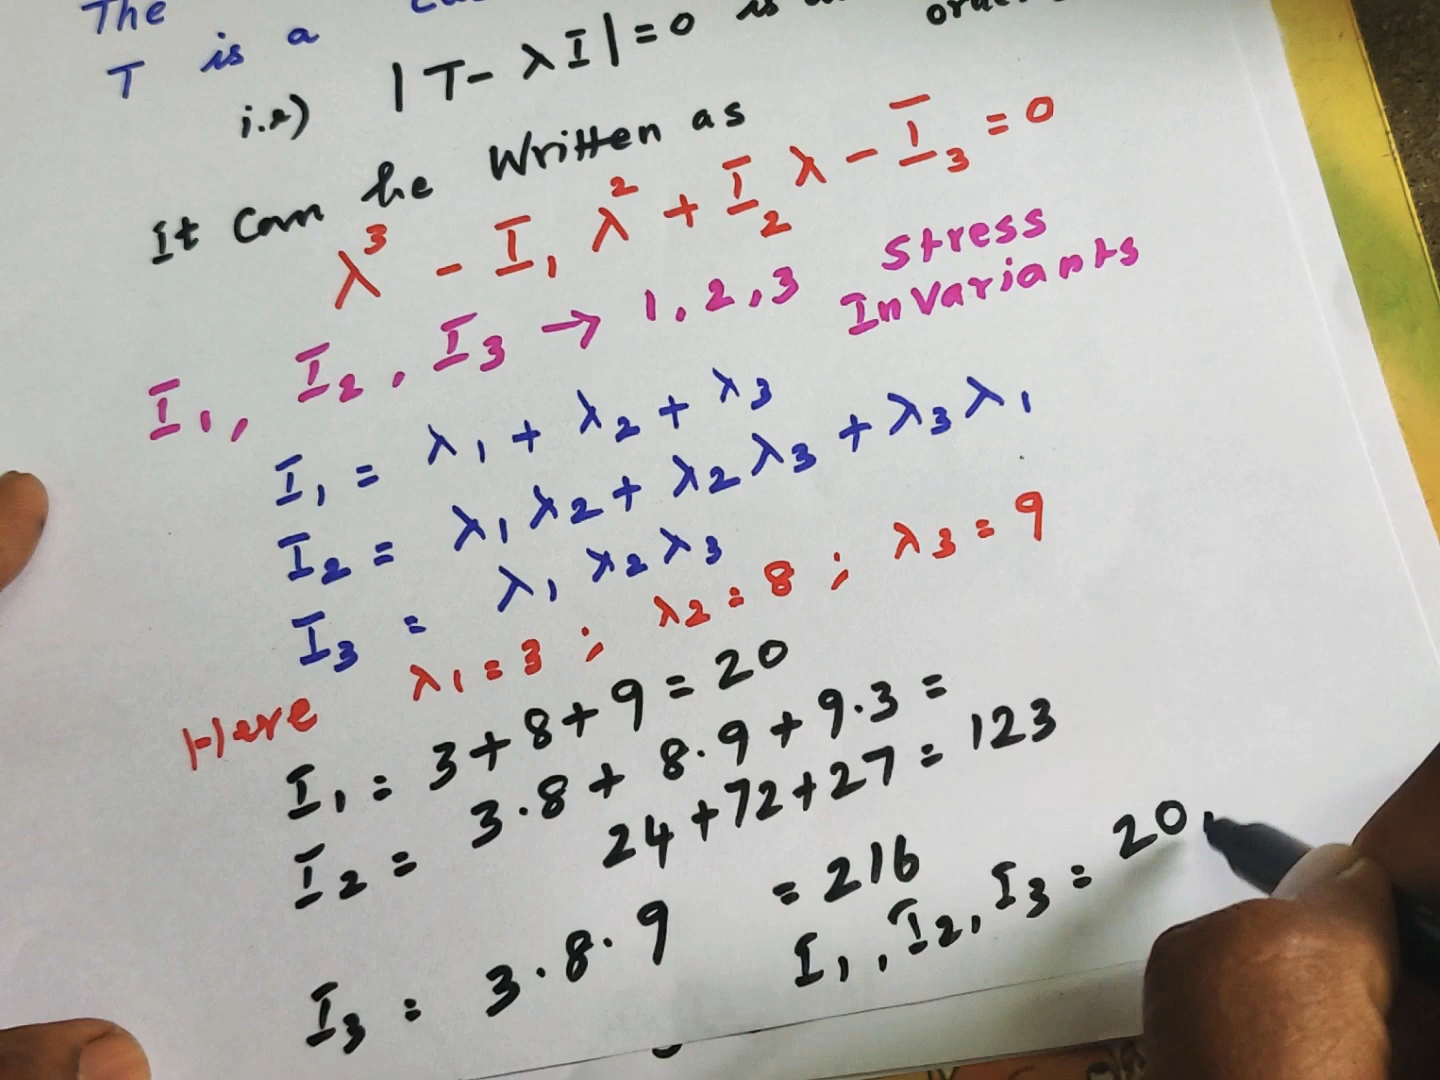 The
T is a
i.e) |T-λI|=0 is
It can be written as
λ³ - I₁ λ² + I₂ λ - I₃ = 0
I₁, I₂, I₃ → 1, 2, 3 stress
Invariants
I₁ = λ₁ + λ₂ + λ₃
I₂ = λ₁λ₂ + λ₂λ₃ + λ₃λ₁
I₃ = λ₁λ₂λ₃
Here λ₁=3 ; λ₂=8 ; λ₃=9
I₁ = 3+8+9=20
I₂ = 3.8 + 8.9 + 9.3 =
24+72+27 = 123
I₃ = 3.8.9 = 216
I₁, I₂, I₃ = 20,